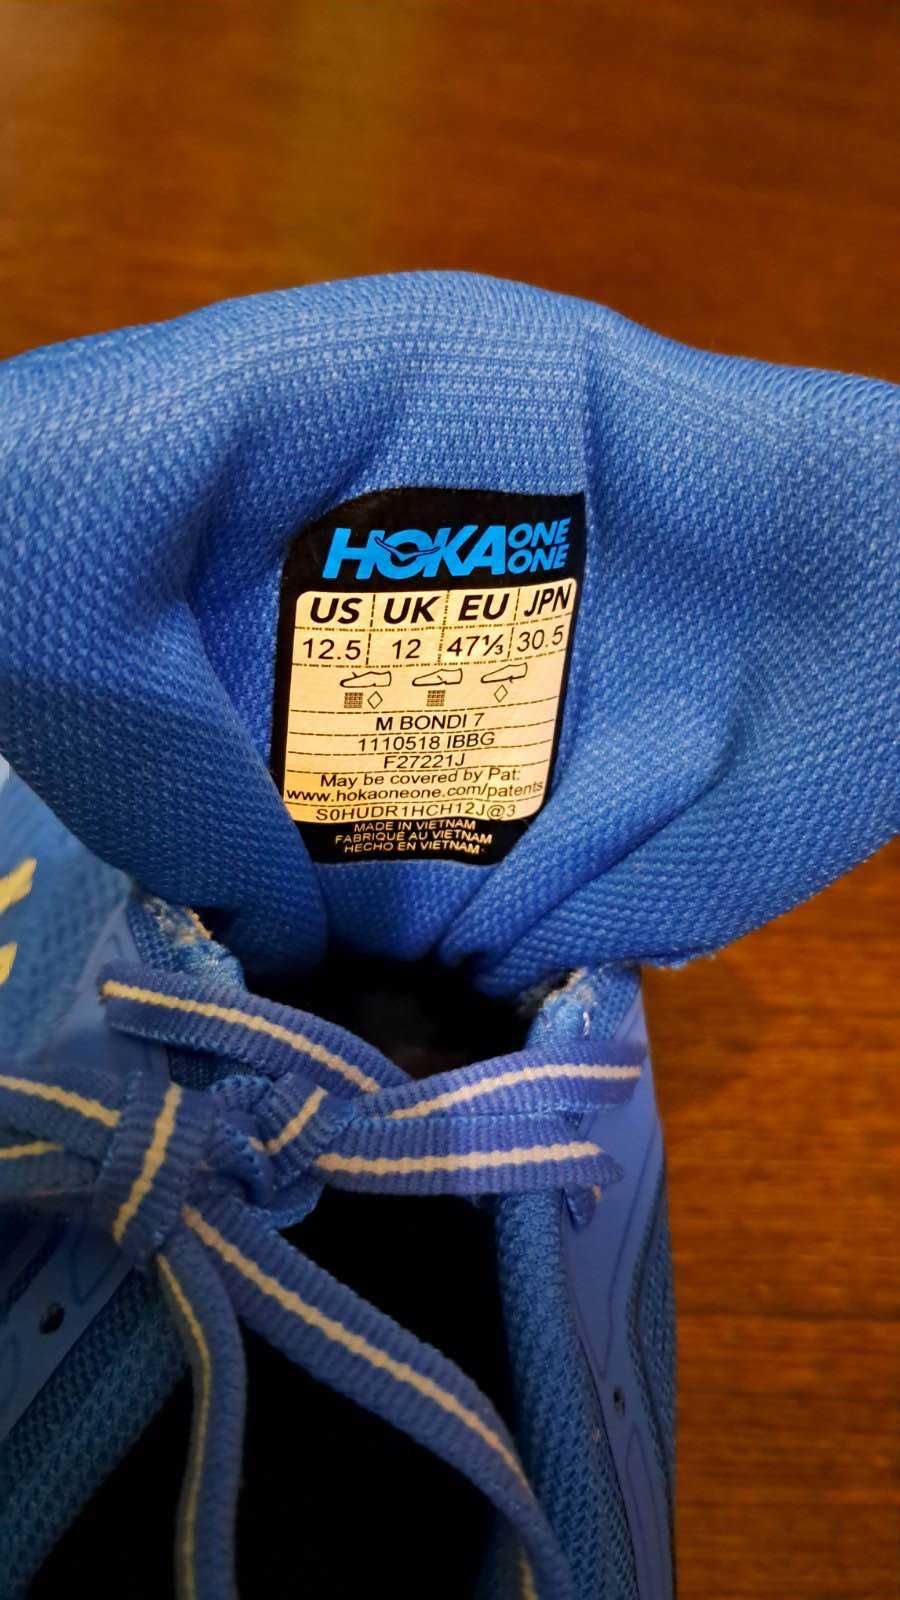 HOKA ONE ONE
US UK EU JPN
12.5 12 47⅓ 30.5
M BONDI 7
1110518 IBBG
F27221J
May be covered by Pat:
www.hokaoneone.com/patents
S0HUDR1HCH12J@3
MADE IN VIETNAM
FABRIQUÉ AU VIETNAM
HECHO EN VIETNAM